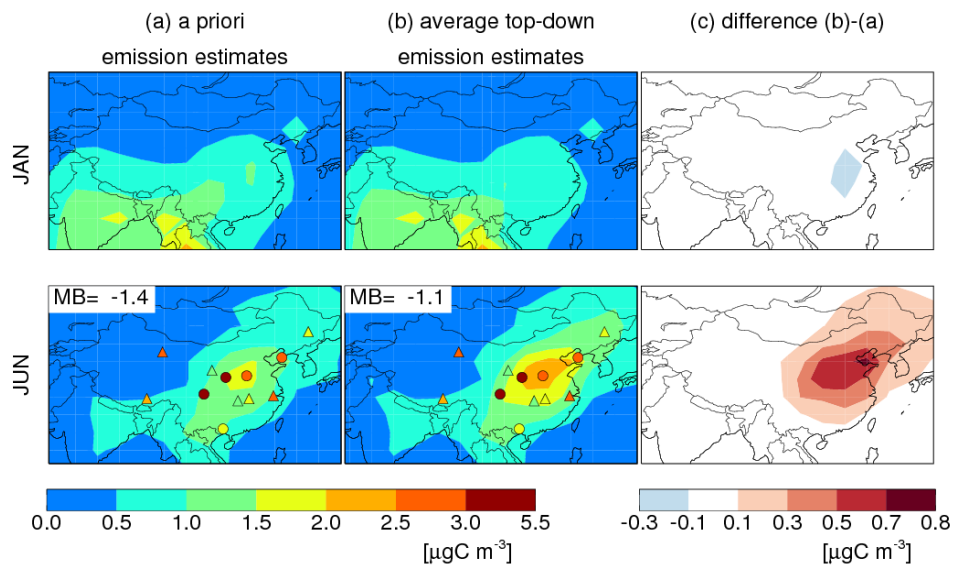 (a) a priori
emission estimates
(b) average top-down
emission estimates
(c) difference (b)-(a)
JAN
JUN
MB= -1.4
MB= -1.1
0.0 0.5 1.0 1.5 2.0 2.5 3.0 5.5
[µgC m⁻³]
-0.3 -0.1 0.1 0.3 0.5 0.7 0.8
[µgC m⁻³]